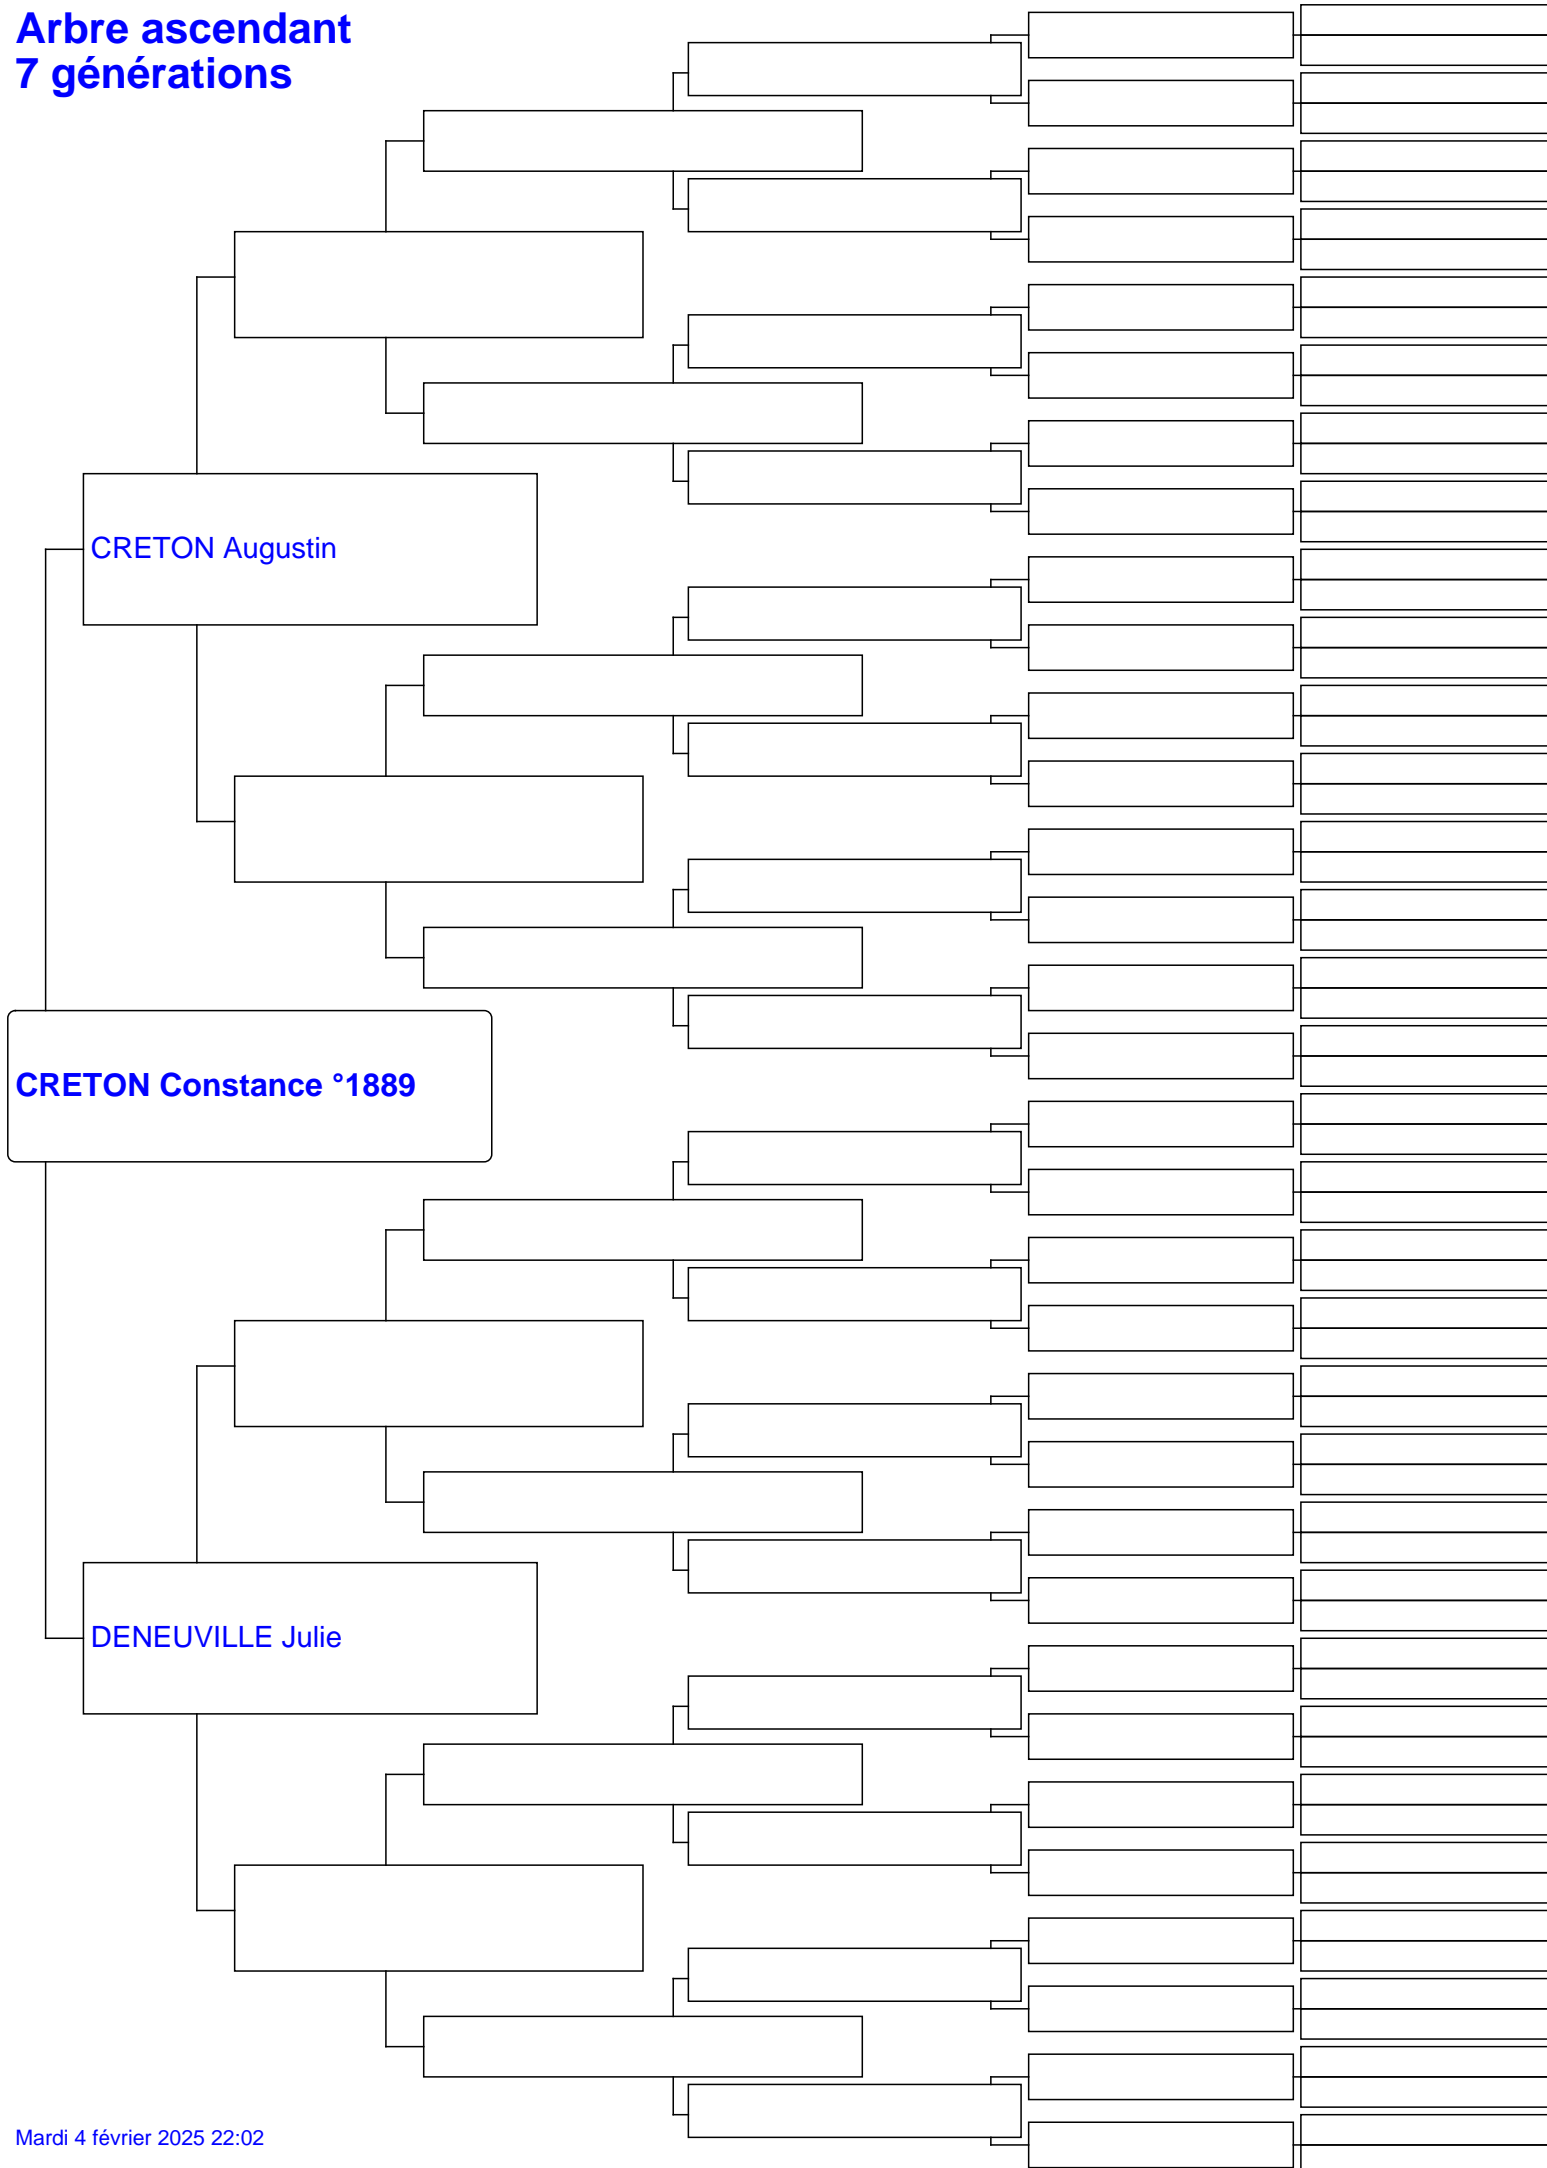 Arbre ascendant
7 générations
CRETON Augustin
CRETON Constance °1889
DENEUVILLE Julie
Mardi 4 février 2025 22:02